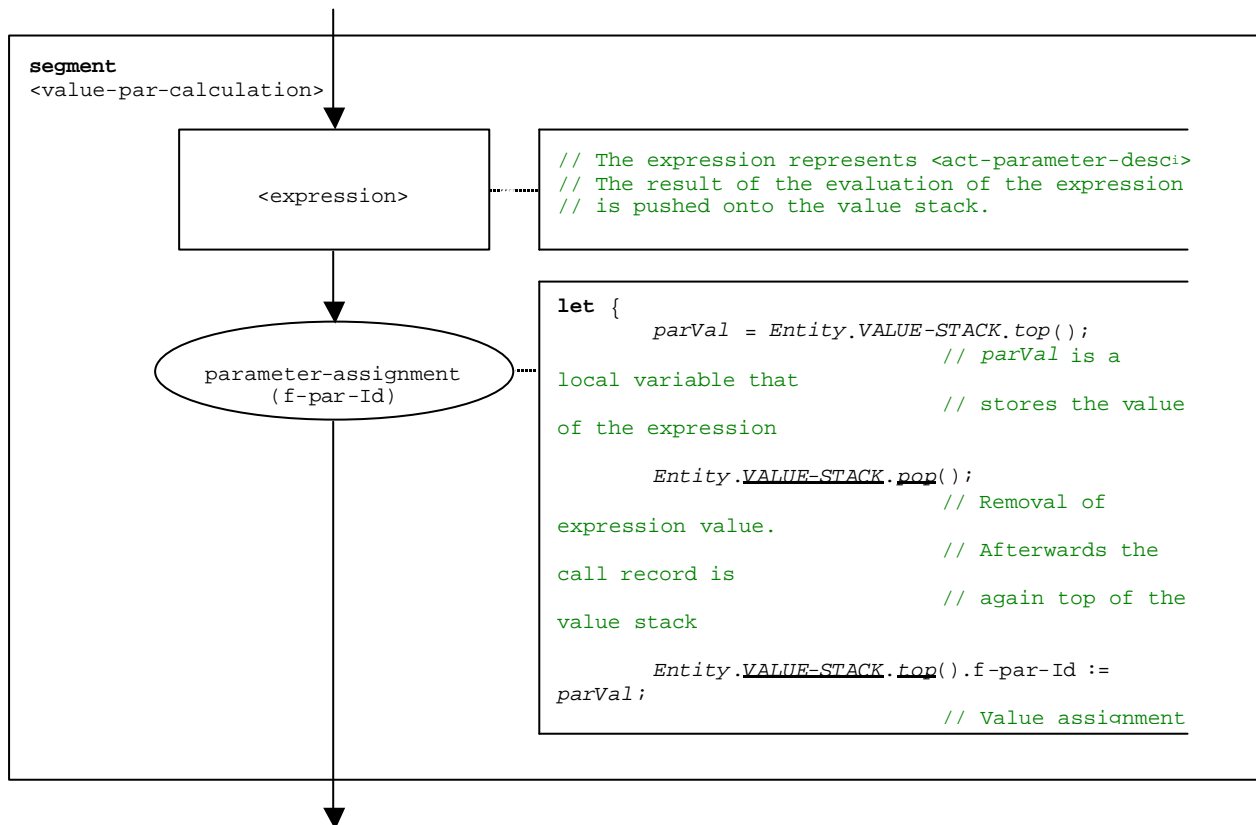 segment
<value-par-calculation>
<expression>
// The expression represents <act-parameter-desci>
// The result of the evaluation of the expression
// is pushed onto the value stack.
parameter-assignment
(f-par-Id)
let {
parVal = Entity.VALUE-STACK.top();
// parVal is a
local variable that
// stores the value
of the expression
Entity.VALUE-STACK.pop();
// Removal of
expression value.
// Afterwards the
call record is
// again top of the
value stack
Entity.VALUE-STACK.top().f-par-Id :=
parVal;
// Value assignment